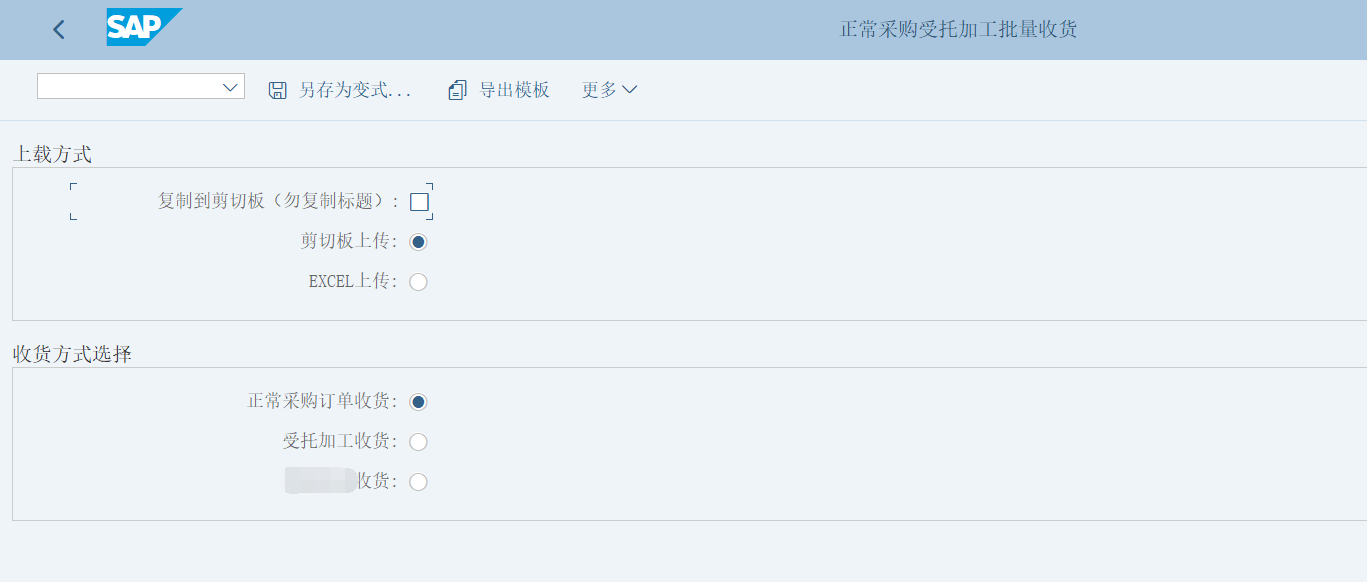 SAP
正常采购受托加工批量收货
另存为变式...
导出模板
更多
上载方式
复制到剪切板（勿复制标题）:
剪切板上传:
EXCEL上传:
收货方式选择
正常采购订单收货:
受托加工收货:
收货: